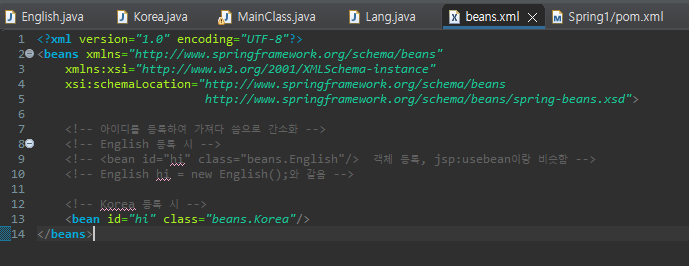 English.java Korea.java MainClass.java Lang.java beans.xml Spring1/pom.xml
1 <?xml version="1.0" encoding="UTF-8"?>
2 <beans xmlns="http://www.springframework.org/schema/beans"
3 xmlns:xsi="http://www.w3.org/2001/XMLSchema-instance"
4 xsi:schemaLocation="http://www.springframework.org/schema/beans
5 http://www.springframework.org/schema/beans/spring-beans.xsd">
6
7 <!-- 아이디를 등록하여 가져다 씀으로 간소화 -->
8 <!-- English 등록 시 -->
9 <!-- <bean id="hi" class="beans.English"/> 객체 등록, jsp:usebean이랑 비슷함 -->
10 <!-- English hi = new English();와 같음 -->
11
12 <!-- Korea 등록 시 -->
13 <bean id="hi" class="beans.Korea"/>
14 </beans>